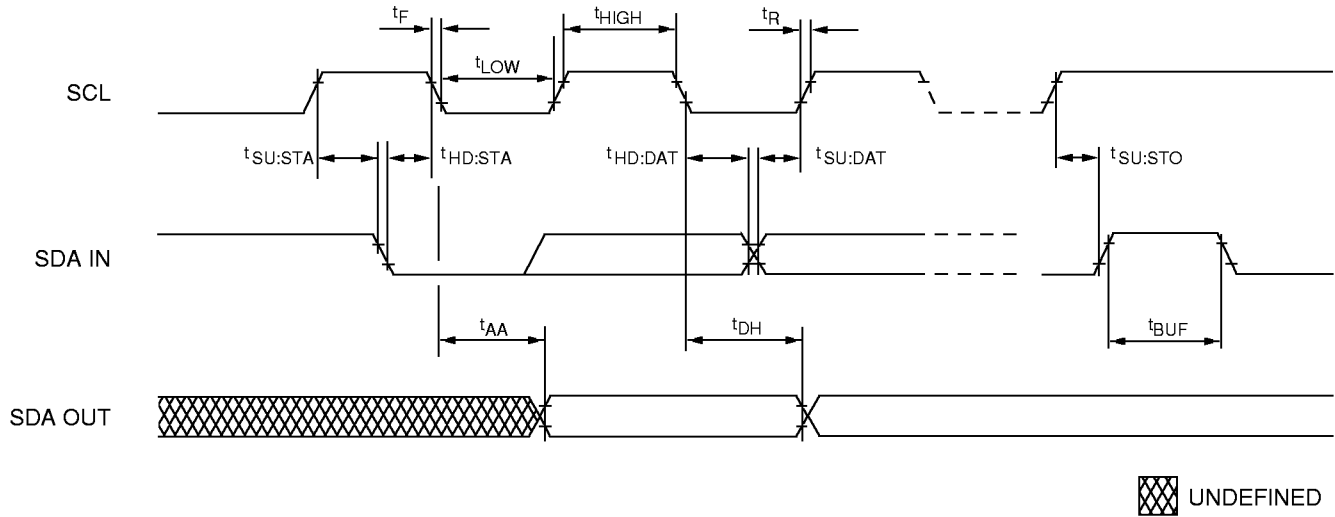 tF
tHIGH
tR
tLOW
SCL
tSU:STA
tHD:STA
tHD:DAT
tSU:DAT
tSU:STO
SDA IN
tAA
tDH
tBUF
SDA OUT
UNDEFINED